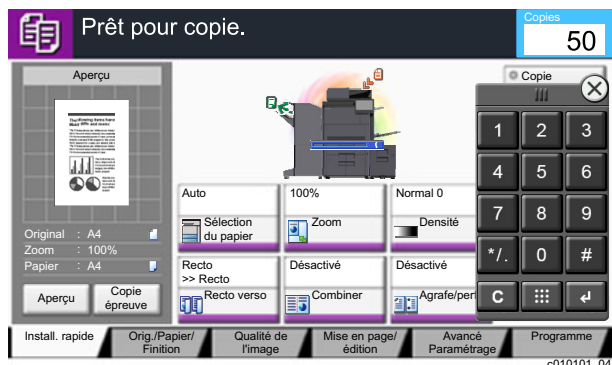 Prêt pour copie.
Copies
50
Aperçu
Original : A4
Zoom : 100%
Papier : A4
Aperçu
Copie
épreuve
Auto
Sélection
du papier
100%
Zoom
Normal 0
Densité
Recto
>> Recto
Recto verso
Désactivé
Combiner
Désactivé
Agrafe/perf
Copie
1 2 3
4 5 6
7 8 9
*/. 0 #
C
Install. rapide
Orig./Papier/
Finition
Qualité de
l'image
Mise en page/
édition
Avancé
Paramétrage
Programme
c010101_04